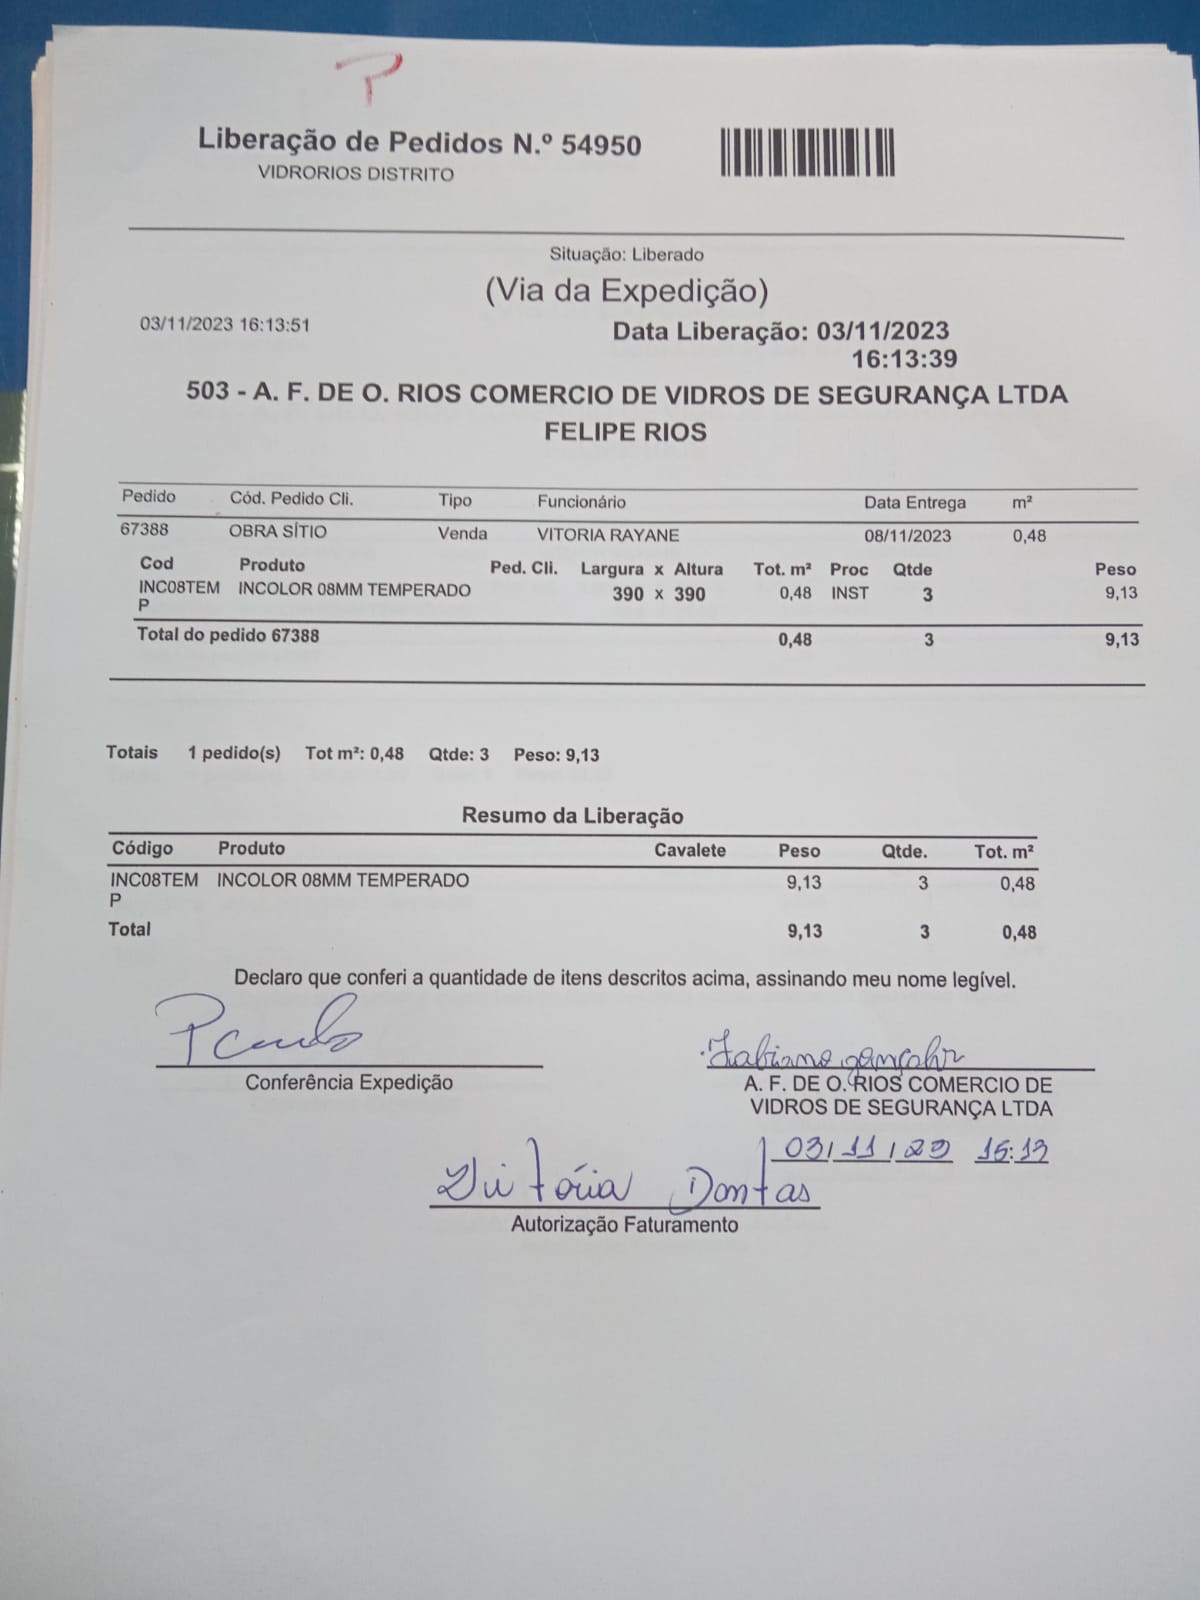 P
Liberação de Pedidos N.º 54950
VIDRORIOS DISTRITO
Situação: Liberado
(Via da Expedição)
03/11/2023 16:13:51
Data Liberação: 03/11/2023
16:13:39
503 - A. F. DE O. RIOS COMERCIO DE VIDROS DE SEGURANÇA LTDA
FELIPE RIOS
Pedido Cód. Pedido Cli. Tipo Funcionário Data Entrega m²
67388 OBRA SÍTIO Venda VITORIA RAYANE 08/11/2023 0,48
Cod Produto Ped. Cli. Largura x Altura Tot. m² Proc Qtde Peso
INC08TEM INCOLOR 08MM TEMPERADO 390 x 390 0,48 INST 3 9,13
P
Total do pedido 67388 0,48 3 9,13
Totais 1 pedido(s) Tot m²: 0,48 Qtde: 3 Peso: 9,13
Resumo da Liberação
Código Produto Cavalete Peso Qtde. Tot. m²
INC08TEM INCOLOR 08MM TEMPERADO 9,13 3 0,48
P
Total 9,13 3 0,48
Declaro que conferi a quantidade de itens descritos acima, assinando meu nome legível.
Fabiano
Conferência Expedição
A. F. DE O. RIOS COMERCIO DE
VIDROS DE SEGURANÇA LTDA
03/11/23
Vitória Dantas
Autorização Faturamento